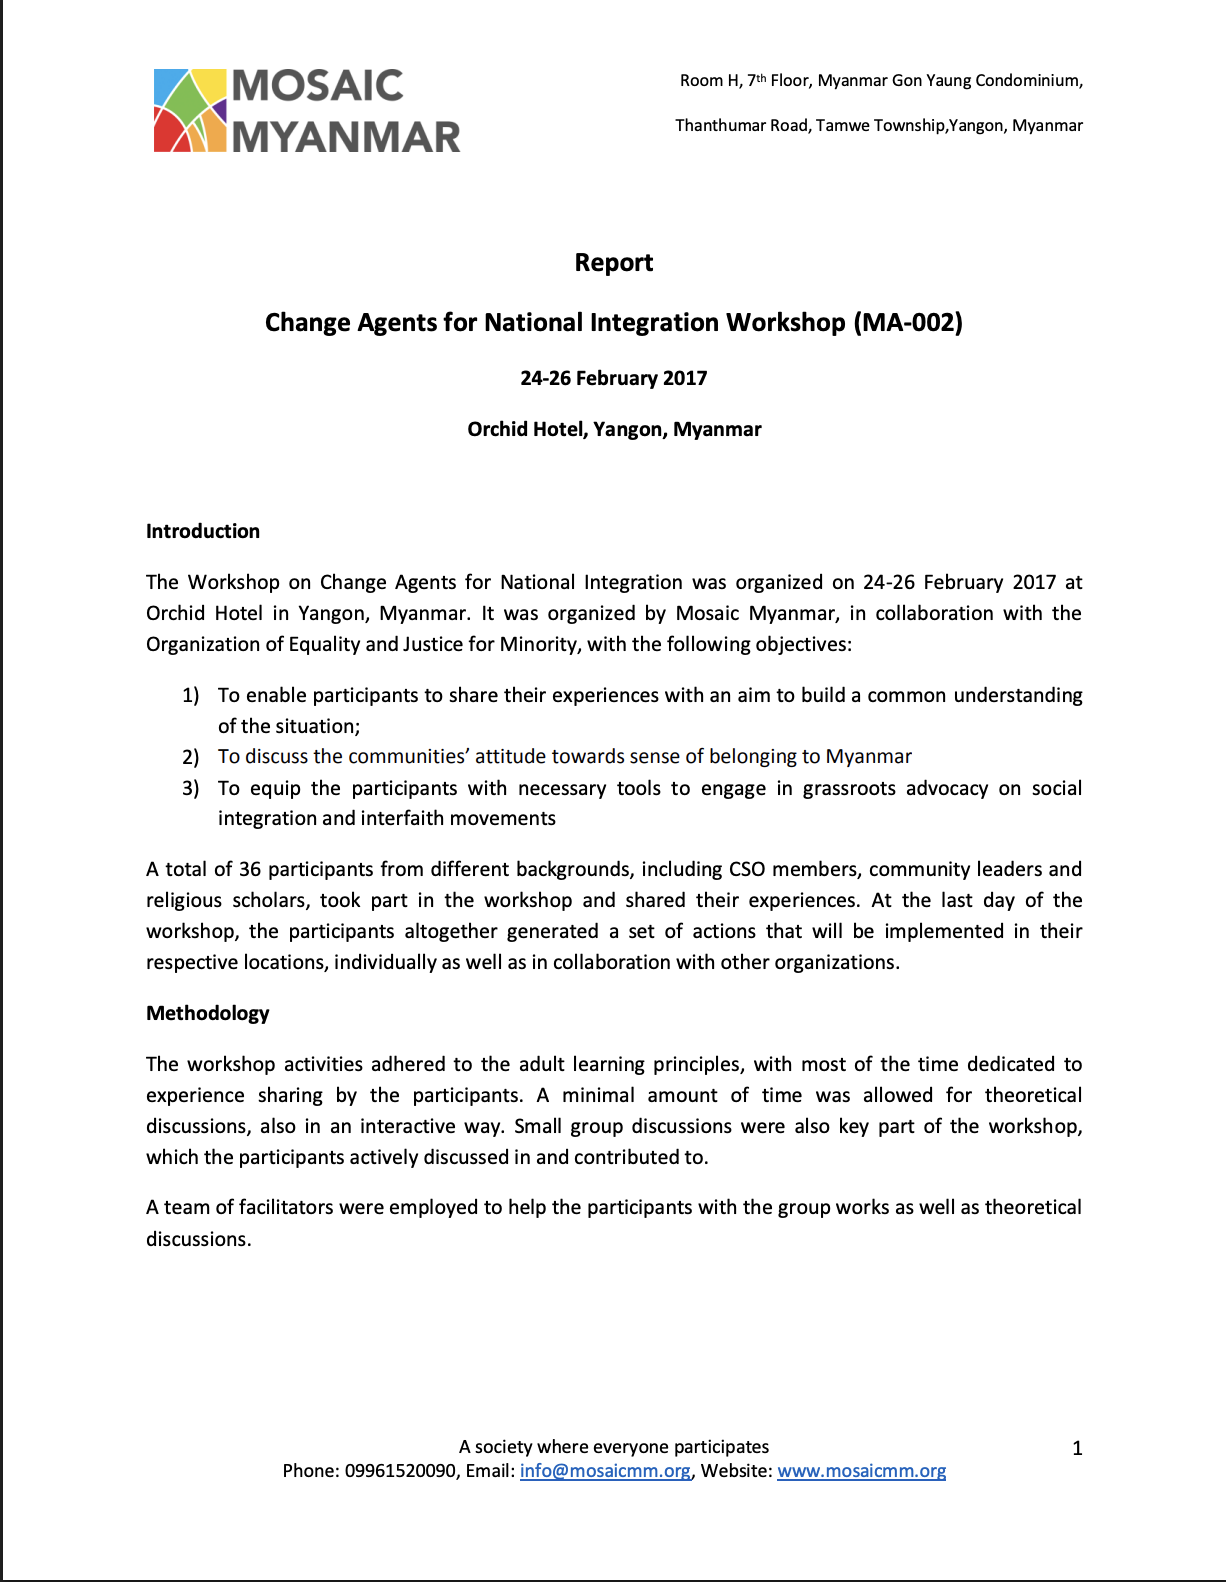 MOSAIC
MYANMAR
Room H, 7th Floor, Myanmar Gon Yaung Condominium,
Thanthumar Road, Tamwe Township,Yangon, Myanmar
Report
Change Agents for National Integration Workshop (MA-002)
24-26 February 2017
Orchid Hotel, Yangon, Myanmar
Introduction
The Workshop on Change Agents for National Integration was organized on 24-26 February 2017 at
Orchid Hotel in Yangon, Myanmar. It was organized by Mosaic Myanmar, in collaboration with the
Organization of Equality and Justice for Minority, with the following objectives:
1) To enable participants to share their experiences with an aim to build a common understanding
of the situation;
2) To discuss the communities’ attitude towards sense of belonging to Myanmar
3) To equip the participants with necessary tools to engage in grassroots advocacy on social
integration and interfaith movements
A total of 36 participants from different backgrounds, including CSO members, community leaders and
religious scholars, took part in the workshop and shared their experiences. At the last day of the
workshop, the participants altogether generated a set of actions that will be implemented in their
respective locations, individually as well as in collaboration with other organizations.
Methodology
The workshop activities adhered to the adult learning principles, with most of the time dedicated to
experience sharing by the participants. A minimal amount of time was allowed for theoretical
discussions, also in an interactive way. Small group discussions were also key part of the workshop,
which the participants actively discussed in and contributed to.
A team of facilitators were employed to help the participants with the group works as well as theoretical
discussions.
A society where everyone participates
1
Phone: 09961520090, Email: info@mosaicmm.org, Website: www.mosaicmm.org